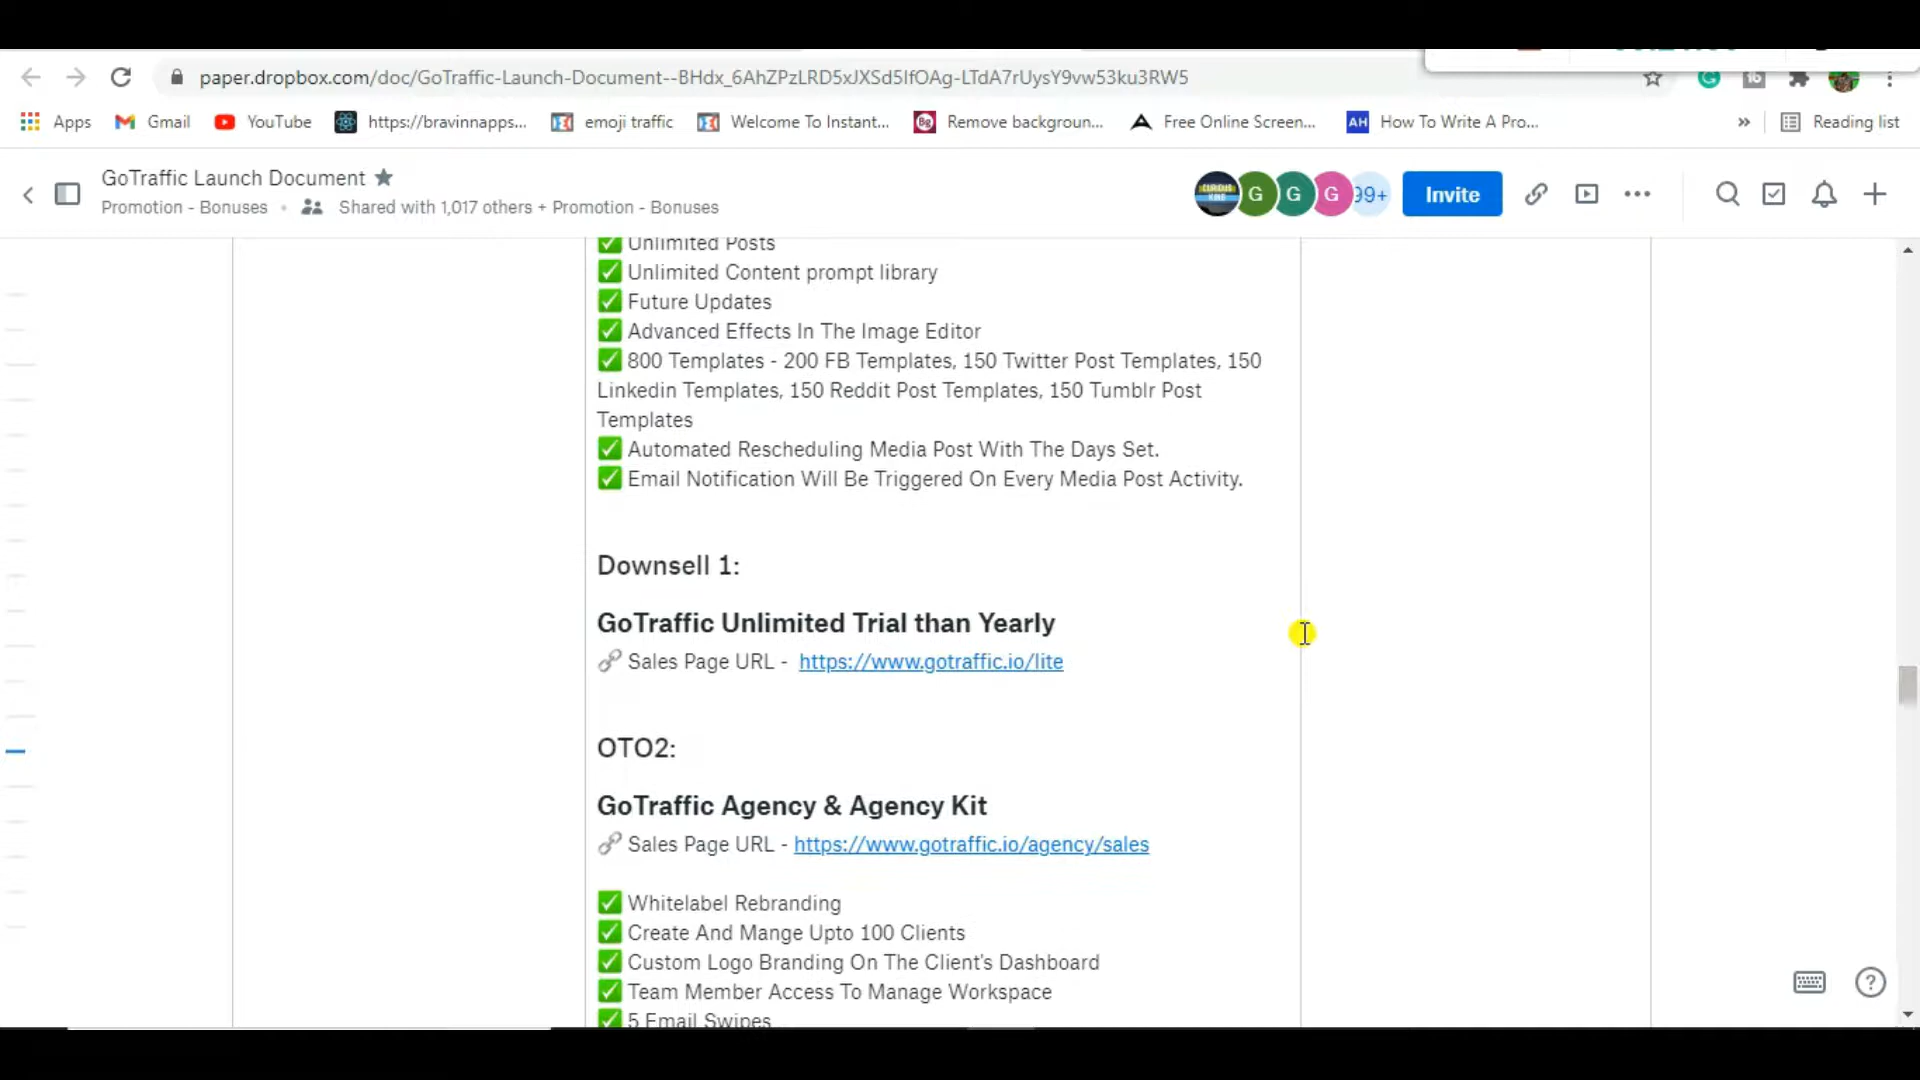 paper.dropbox.com/doc/GoTraffic-Launch-Document--BHdx_6AhZPzLRD5xJXSd5IfOAg-LTdA7rUysY9vw53ku3RW5
Apps Gmail YouTube https://bravinnapps... emoji traffic Welcome To Instant... Remove backgroun... Free Online Screen... How To Write A Pro... » Reading list
GoTraffic Launch Document
Promotion - Bonuses • Shared with 1,017 others + Promotion - Bonuses
G G G 99+ Invite
✅ Unlimited Posts
✅ Unlimited Content prompt library
✅ Future Updates
✅ Advanced Effects In The Image Editor
✅ 800 Templates - 200 FB Templates, 150 Twitter Post Templates, 150
Linkedin Templates, 150 Reddit Post Templates, 150 Tumblr Post
Templates
✅ Automated Rescheduling Media Post With The Days Set.
✅ Email Notification Will Be Triggered On Every Media Post Activity.
Downsell 1:
GoTraffic Unlimited Trial than Yearly
🔗 Sales Page URL - https://www.gotraffic.io/lite
OTO2:
GoTraffic Agency & Agency Kit
🔗 Sales Page URL - https://www.gotraffic.io/agency/sales
✅ Whitelabel Rebranding
✅ Create And Mange Upto 100 Clients
✅ Custom Logo Branding On The Client's Dashboard
✅ Team Member Access To Manage Workspace
✅ 5 Email Swipes